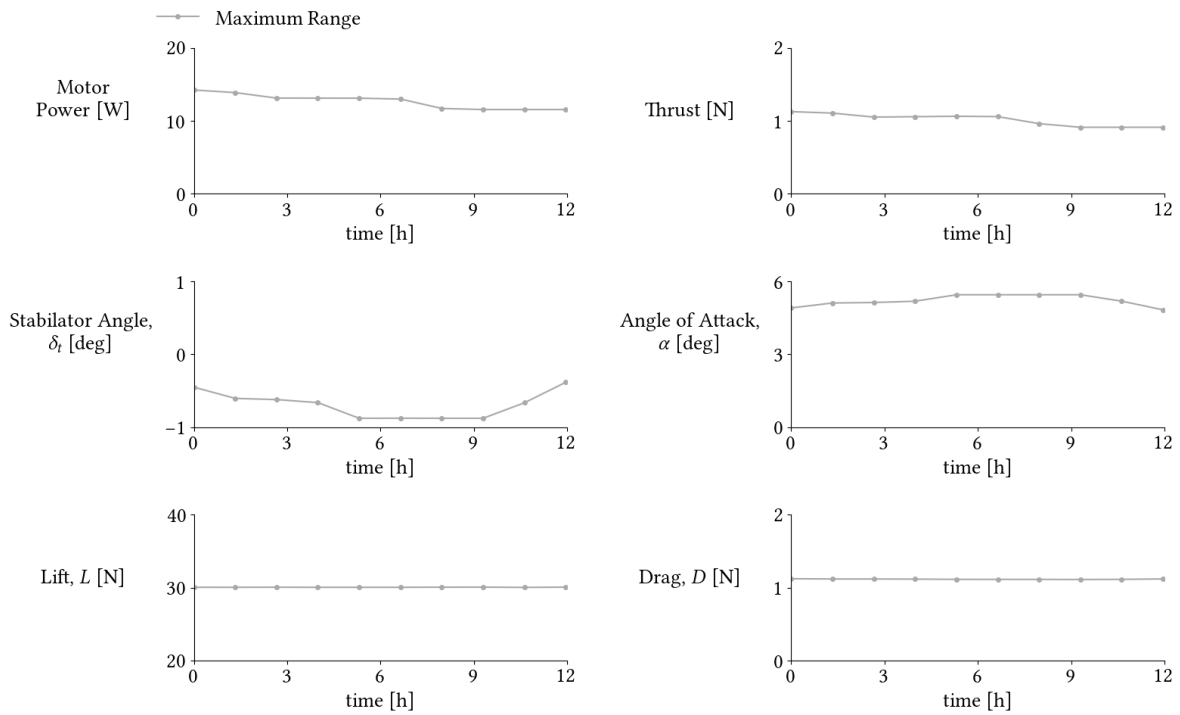 Maximum Range
Motor
Power [W]
20
10
0
0 3 6 9 12
time [h]
Thrust [N]
2
1
0
0 3 6 9 12
time [h]
Stabilator Angle,
δt [deg]
1
0
−1
0 3 6 9 12
time [h]
Angle of Attack,
α [deg]
6
3
0
0 3 6 9 12
time [h]
Lift, L [N]
40
30
20
0 3 6 9 12
time [h]
Drag, D [N]
2
1
0
0 3 6 9 12
time [h]